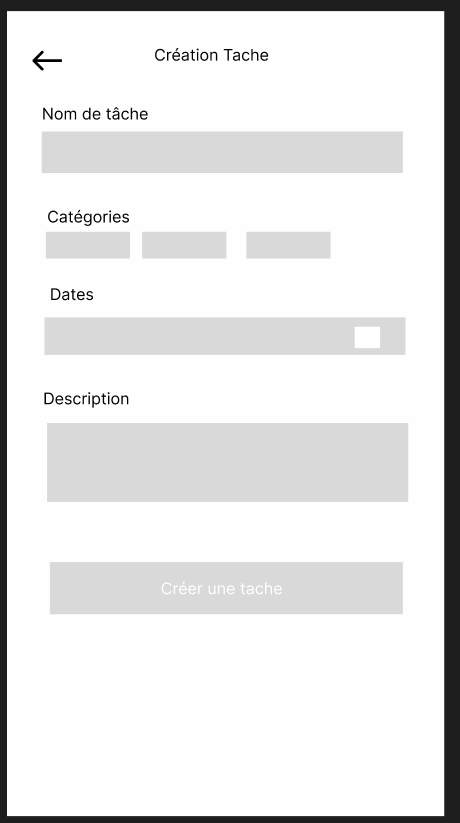 Création Tache
Nom de tâche
Catégories
Dates
Description
Créer une tache